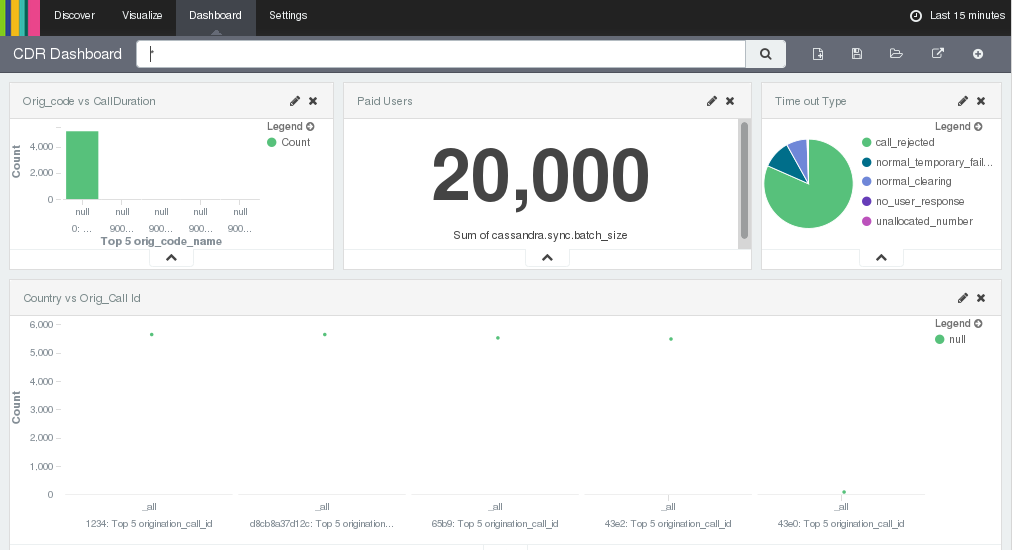 Discover Visualize Dashboard Settings Last 15 minutes
CDR Dashboard *
Orig_code vs CallDuration
Legend
Count
Count
4,000
2,000
0
null null null null null
0: ... 900... 900... 900... 900...
Top 5 orig_code_name
Paid Users
20,000
Sum of cassandra.sync.batch_size
Time out Type
Legend
call_rejected
normal_temporary_fail...
normal_clearing
no_user_response
unallocated_number
Country vs Orig_Call Id
Legend
null
Count
6,000
5,000
4,000
3,000
2,000
1,000
0
_all _all _all _all _all
1234: Top 5 origination_call_id d8cb8a37d12c: Top 5 origination... 65b9: Top 5 origination_call_id 43e2: Top 5 origination_call_id 43e0: Top 5 origination_call_id